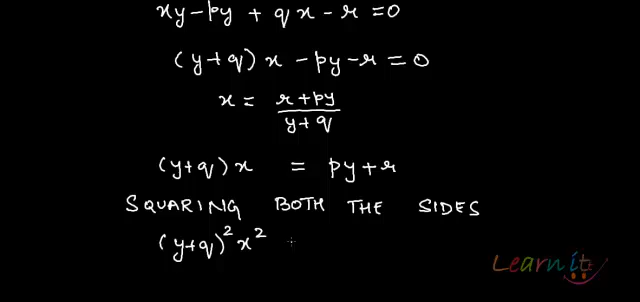 xy - py + qx - r = 0
(y+q) x - py - r = 0
x = r+py / y+q
(y+q) x = py + r
SQUARING BOTH THE SIDES
(y+q)² x²
Learnit